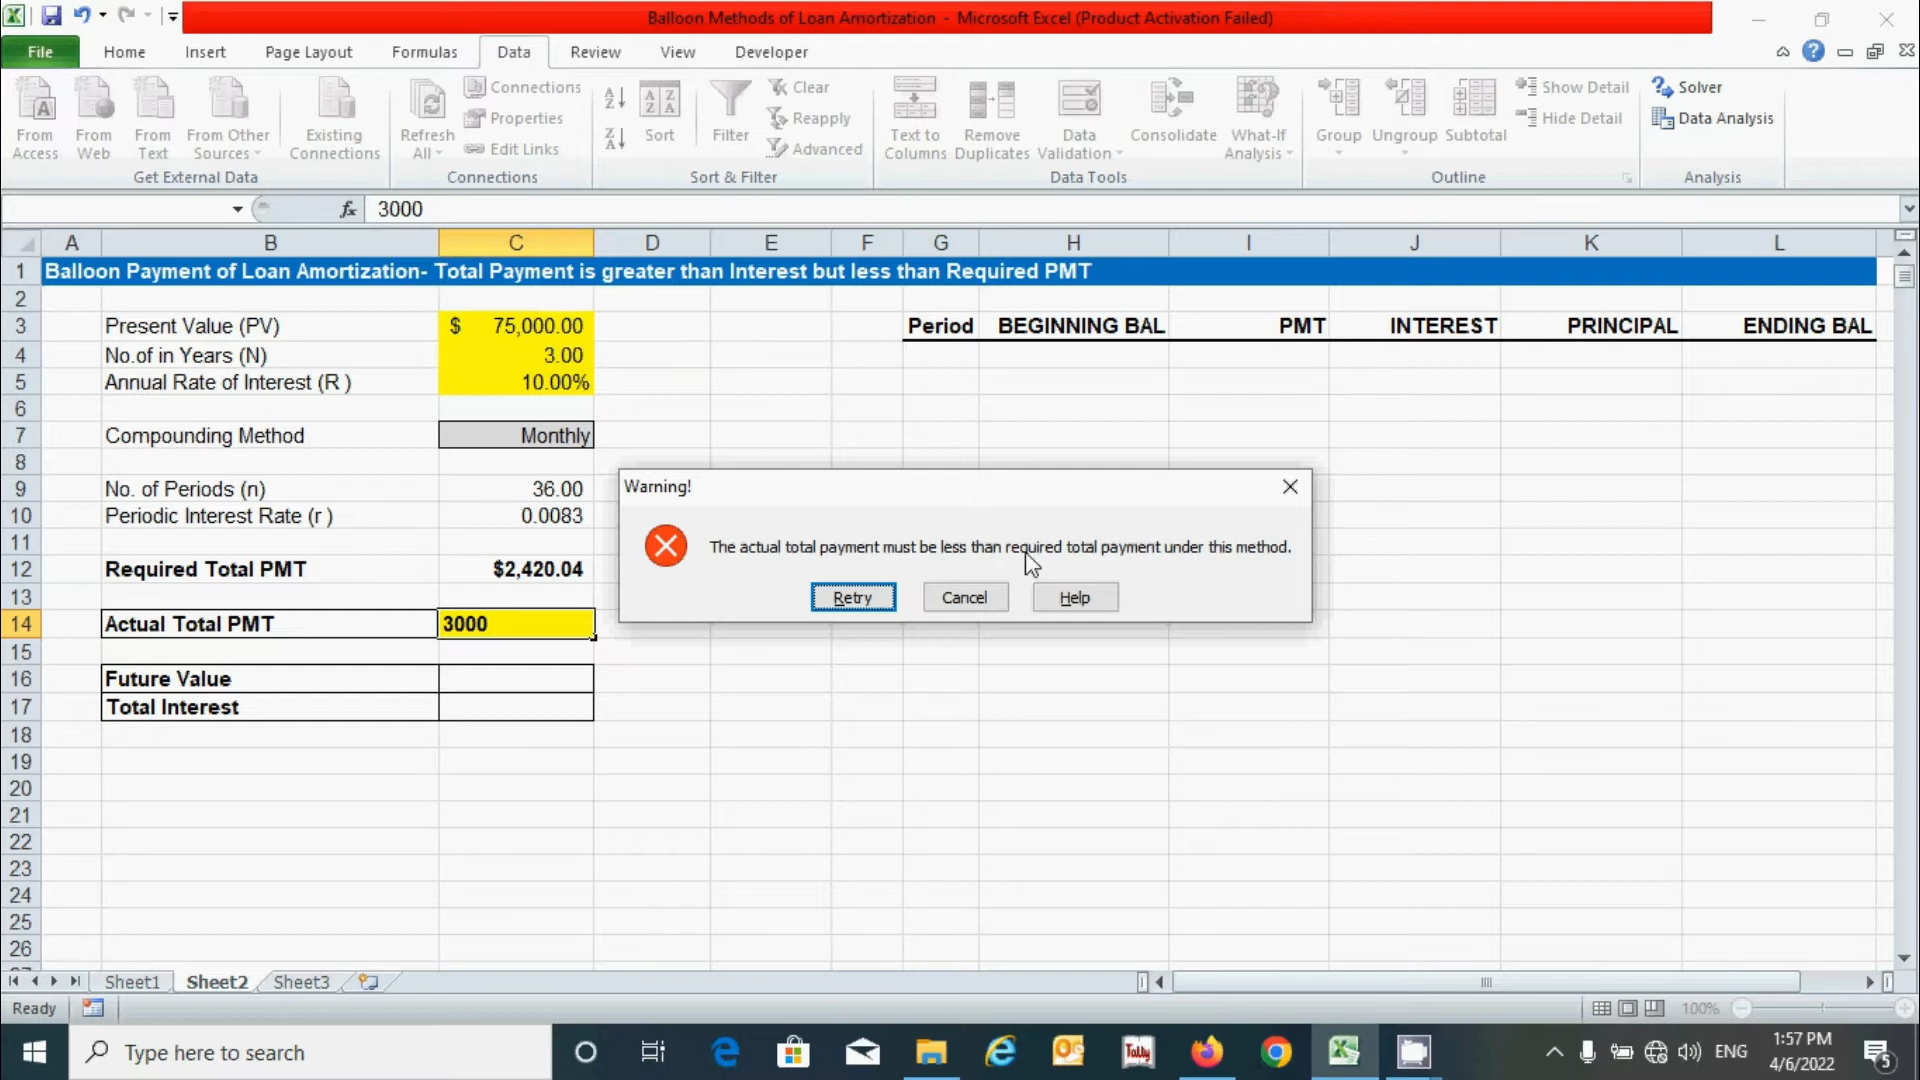 Balloon Methods of Loan Amortization - Microsoft Excel (Product Activation Failed)
File Home Insert Page Layout Formulas Data Review View Developer
From Access
From Web
From Text
From Other Sources
Existing Connections
Get External Data
Refresh All
Connections
Properties
Edit Links
Connections
Sort
Filter
Clear
Reapply
Advanced
Sort & Filter
Text to Columns
Remove Duplicates
Data Validation
Consolidate
What-If Analysis
Data Tools
Group
Ungroup
Subtotal
Show Detail
Hide Detail
Outline
Solver
Data Analysis
Analysis
fx 3000
A B C D E F G H I J K L
1 Balloon Payment of Loan Amortization- Total Payment is greater than Interest but less than Required PMT
2
3 Present Value (PV) $ 75,000.00 Period BEGINNING BAL PMT INTEREST PRINCIPAL ENDING BAL
4 No.of in Years (N) 3.00
5 Annual Rate of Interest (R ) 10.00%
6
7 Compounding Method Monthly
8
9 No. of Periods (n) 36.00
10 Periodic Interest Rate (r ) 0.0083
11
12 Required Total PMT $2,420.04
13
14 Actual Total PMT 3000
15
16 Future Value
17 Total Interest
18
19
20
21
22
23
24
25
26
Warning!
The actual total payment must be less than required total payment under this method.
Retry Cancel Help
Sheet1 Sheet2 Sheet3
Ready 100%
Type here to search
Tally
ENG
1:57 PM
4/6/2022
5